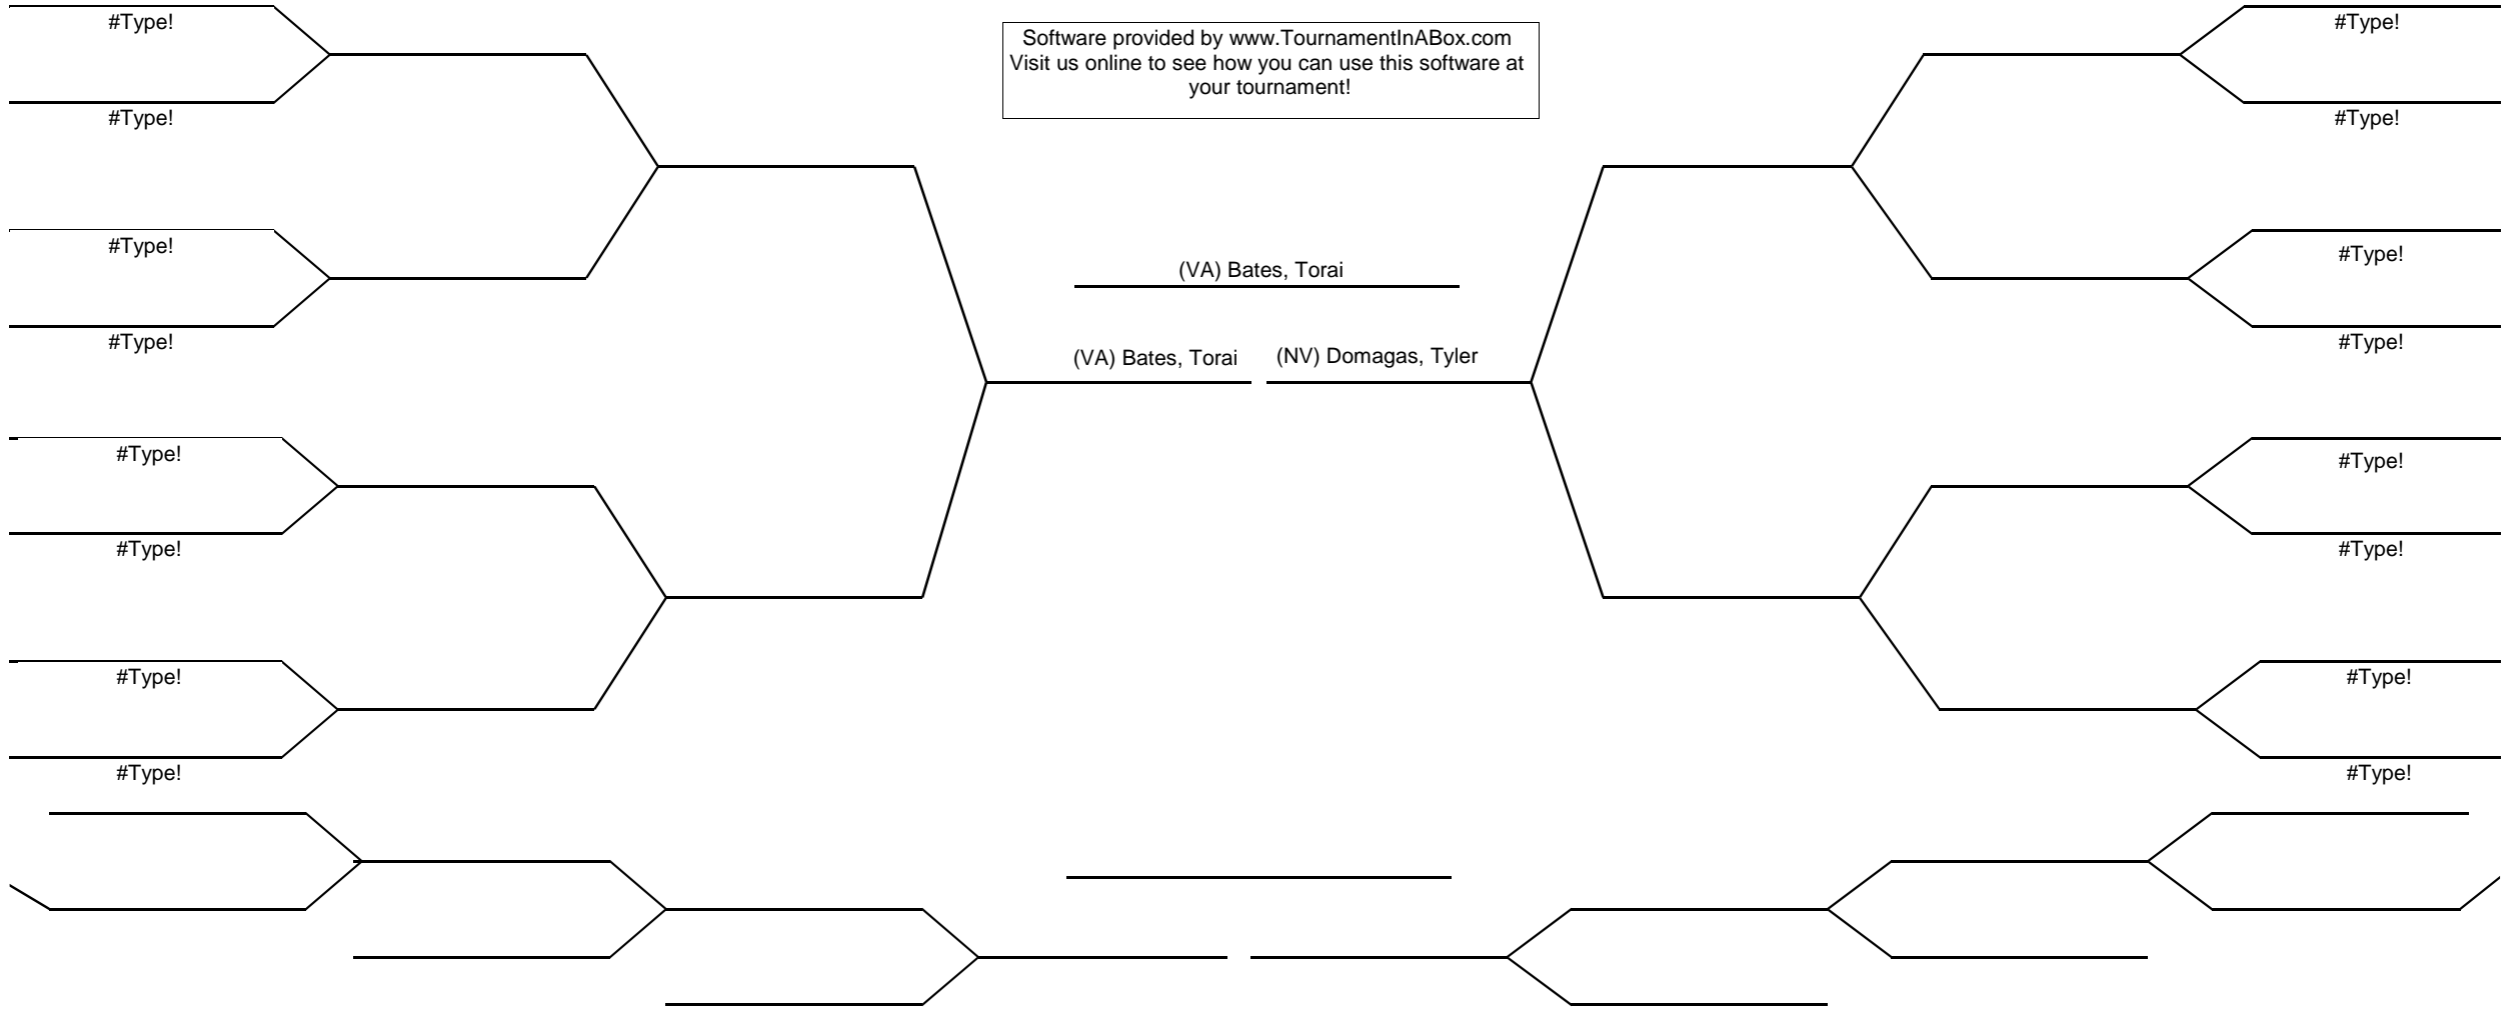 #Type!
#Type!
Software provided by www.TournamentInABox.com
Visit us online to see how you can use this software at
your tournament!
#Type!
#Type!
#Type!
#Type!
(VA) Bates, Torai
#Type!
#Type!
(VA) Bates, Torai
(NV) Domagas, Tyler
#Type!
#Type!
#Type!
#Type!
#Type!
#Type!
#Type!
#Type!